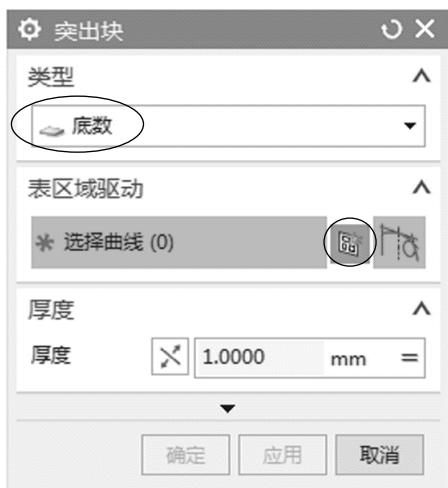 突出块
类型
底数
表区域驱动
* 选择曲线 (0)
厚度
厚度 1.0000 mm =
确定 应用 取消